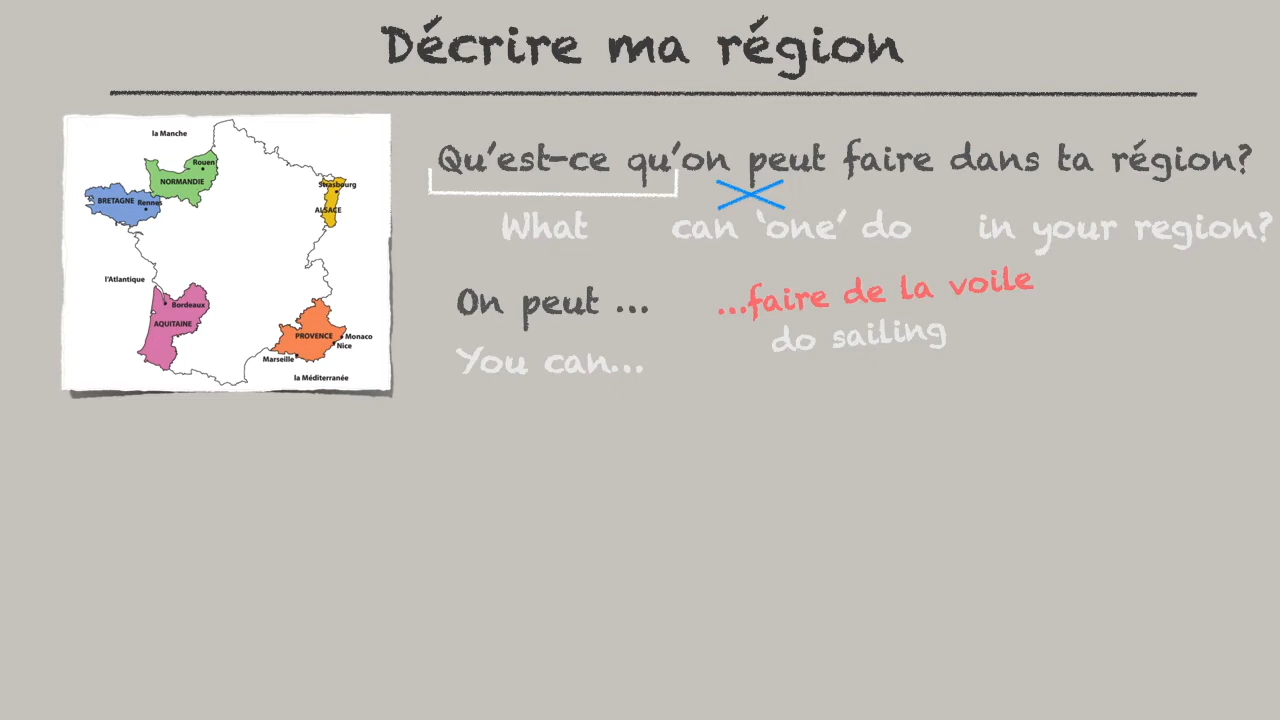 Décrire ma région
la Manche
Rouen
NORMANDIE
Strasbourg
BRETAGNE Rennes
ALSACE
l'Atlantique
Bordeaux
AQUITAINE
PROVENCE
Monaco
Nice
Marseille
la Méditerranée
Qu'est-ce qu'on peut faire dans ta région?
What can 'one' do in your region?
On peut ... ...faire de la voile
do sailing
You can...